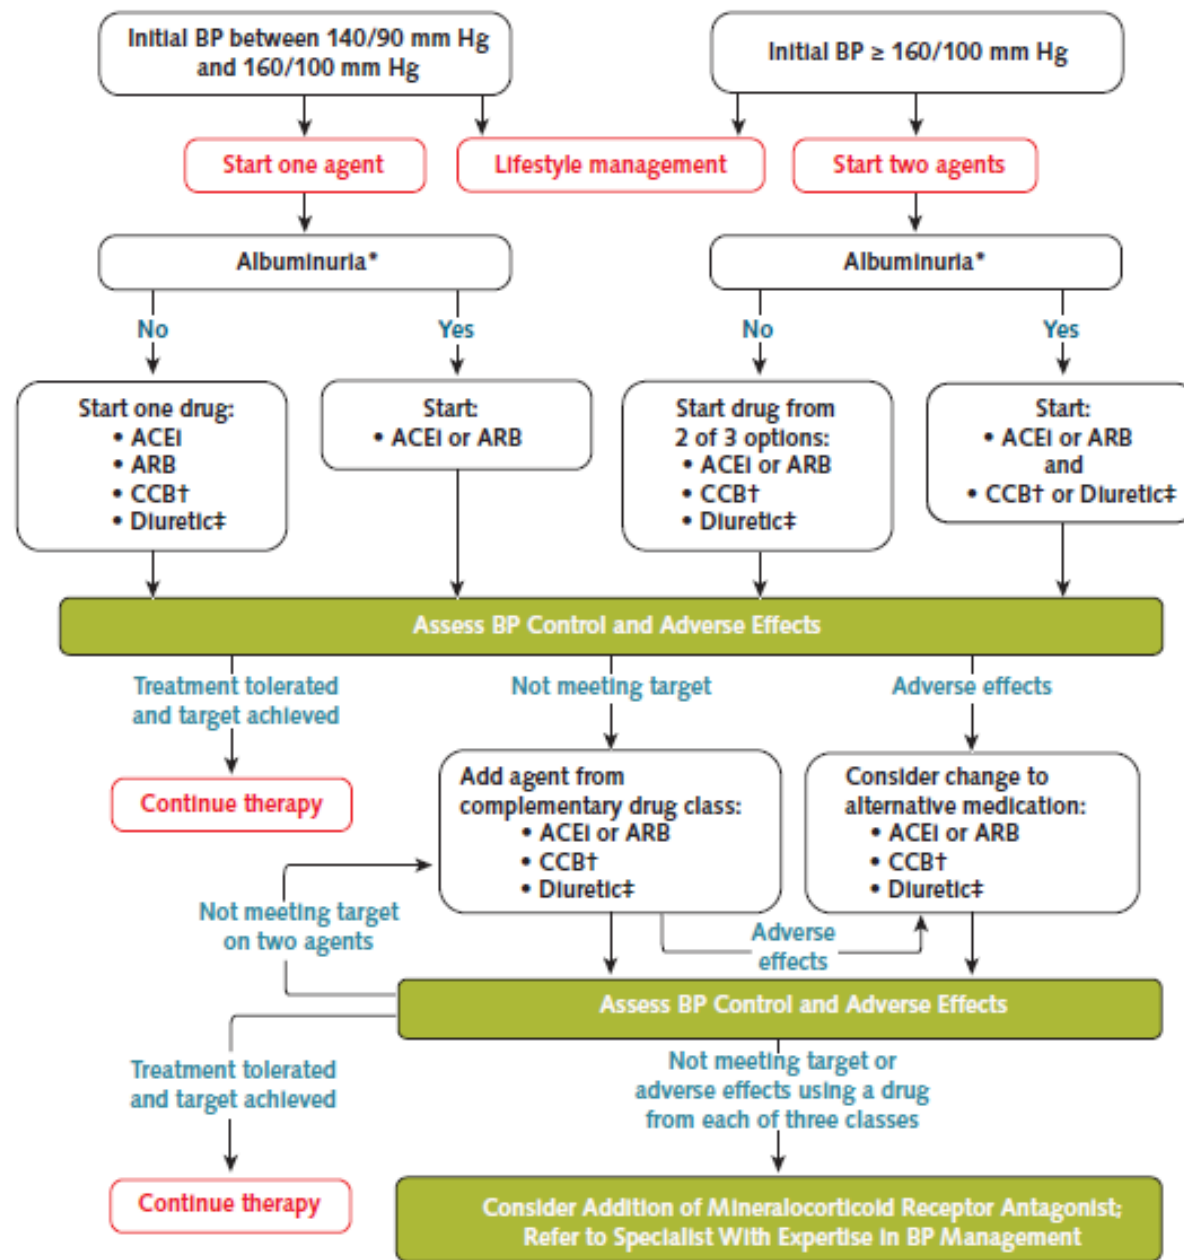 Initial BP between 140/90 mm Hg
and 160/100 mm Hg
Initial BP ≥ 160/100 mm Hg
Start one agent
Lifestyle management
Start two agents
Albuminuria*
Albuminuria*
No
Yes
No
Yes
Start one drug:
• ACEI
• ARB
• CCB†
• Diuretic‡
Start:
• ACEI or ARB
Start drug from
2 of 3 options:
• ACEI or ARB
• CCB†
• Diuretic‡
Start:
• ACEI or ARB
and
• CCB† or Diuretic‡
Assess BP Control and Adverse Effects
Treatment tolerated
and target achieved
Not meeting target
Adverse effects
Continue therapy
Add agent from
complementary drug class:
• ACEI or ARB
• CCB†
• Diuretic‡
Consider change to
alternative medication:
• ACEI or ARB
• CCB†
• Diuretic‡
Not meeting target
on two agents
Adverse
effects
Assess BP Control and Adverse Effects
Treatment tolerated
and target achieved
Not meeting target or
adverse effects using a drug
from each of three classes
Continue therapy
Consider Addition of Mineralocorticoid Receptor Antagonist;
Refer to Specialist With Expertise in BP Management